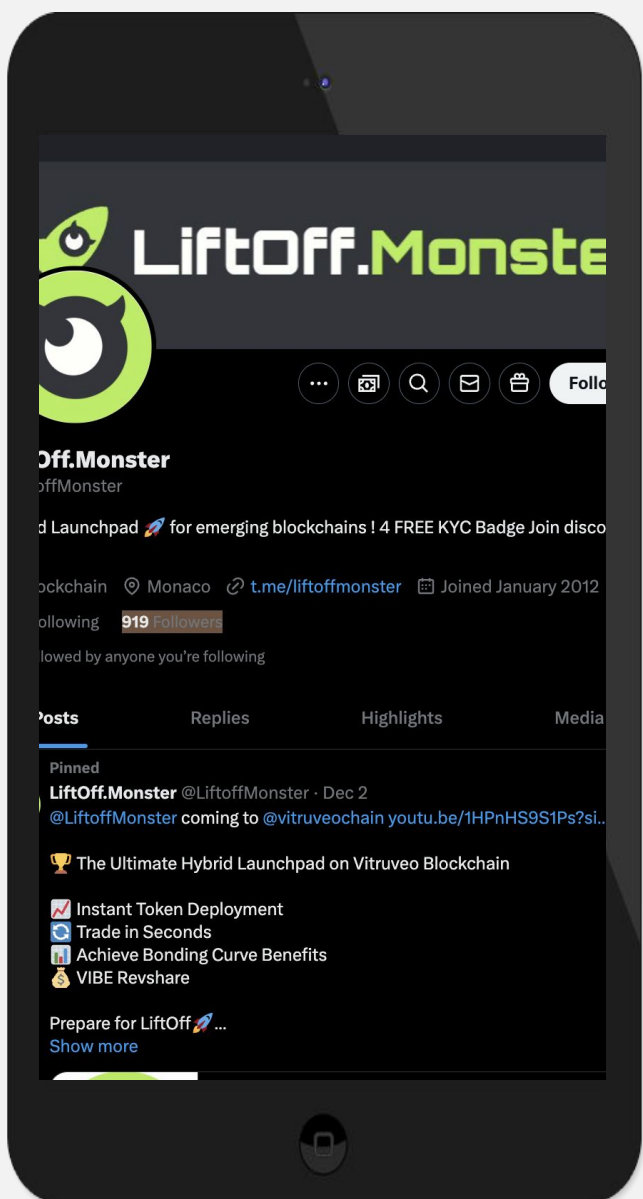 LiftOff.Monste
Follo
Off.Monster
offMonster
d Launchpad 🚀 for emerging blockchains ! 4 FREE KYC Badge Join disco
ockchain Monaco t.me/liftoffmonster Joined January 2012
ollowing 919 Followers
lowed by anyone you're following
Posts Replies Highlights Media
Pinned
LiftOff.Monster @LiftoffMonster · Dec 2
@LiftoffMonster coming to @vitruveochain youtu.be/1HPnHS9S1Ps?si...
🏆 The Ultimate Hybrid Launchpad on Vitruveo Blockchain
📈 Instant Token Deployment
🔄 Trade in Seconds
📊 Achieve Bonding Curve Benefits
💰 VIBE Revshare
Prepare for LiftOff🚀...
Show more